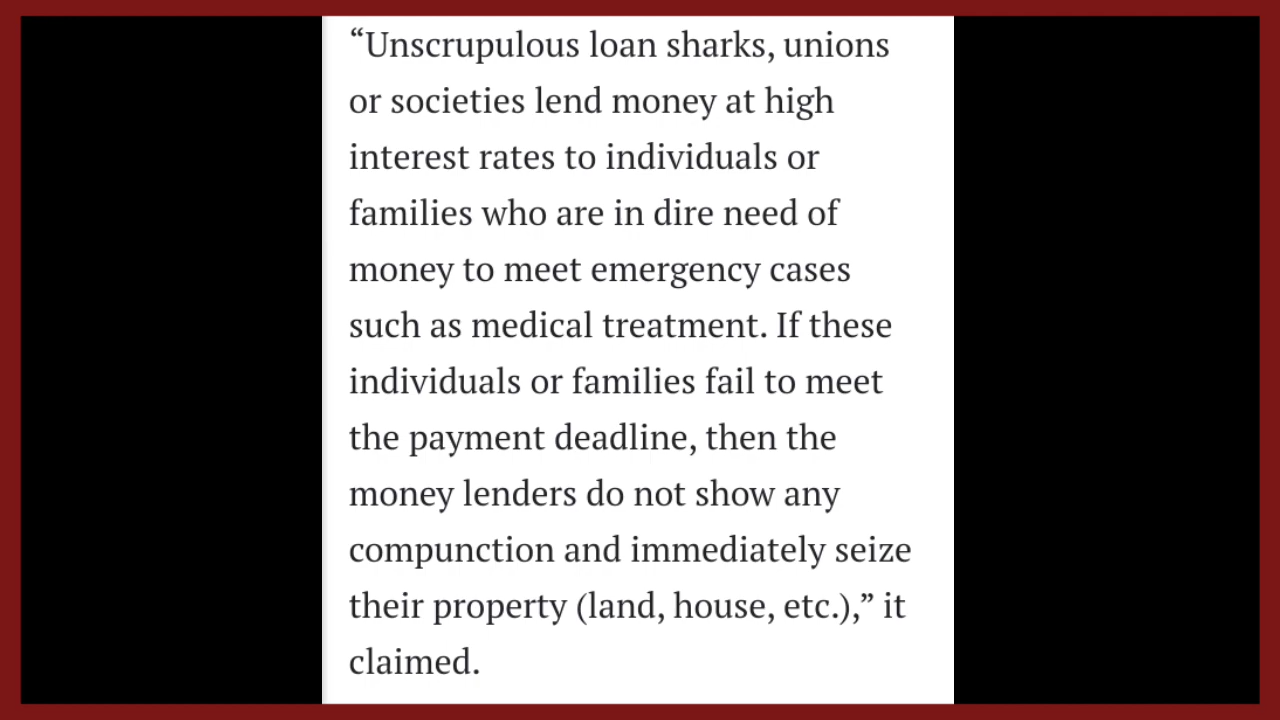 “Unscrupulous loan sharks, unions
or societies lend money at high
interest rates to individuals or
families who are in dire need of
money to meet emergency cases
such as medical treatment. If these
individuals or families fail to meet
the payment deadline, then the
money lenders do not show any
compunction and immediately seize
their property (land, house, etc.),” it
claimed.